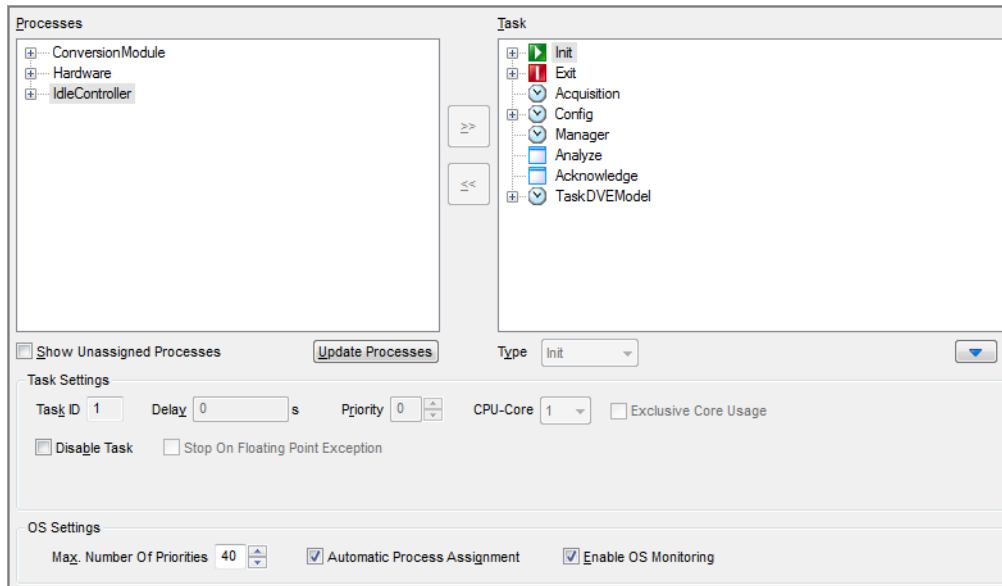 Processes
ConversionModule
Hardware
IdleController
>>
<<
Task
Init
Exit
Acquisition
Config
Manager
Analyze
Acknowledge
TaskDVEModel
Show Unassigned Processes
Update Processes
Type Init
Task Settings
Task ID 1 Delay 0 s Priority 0 CPU-Core 1 Exclusive Core Usage
Disable Task Stop On Floating Point Exception
OS Settings
Max. Number Of Priorities 40 Automatic Process Assignment Enable OS Monitoring